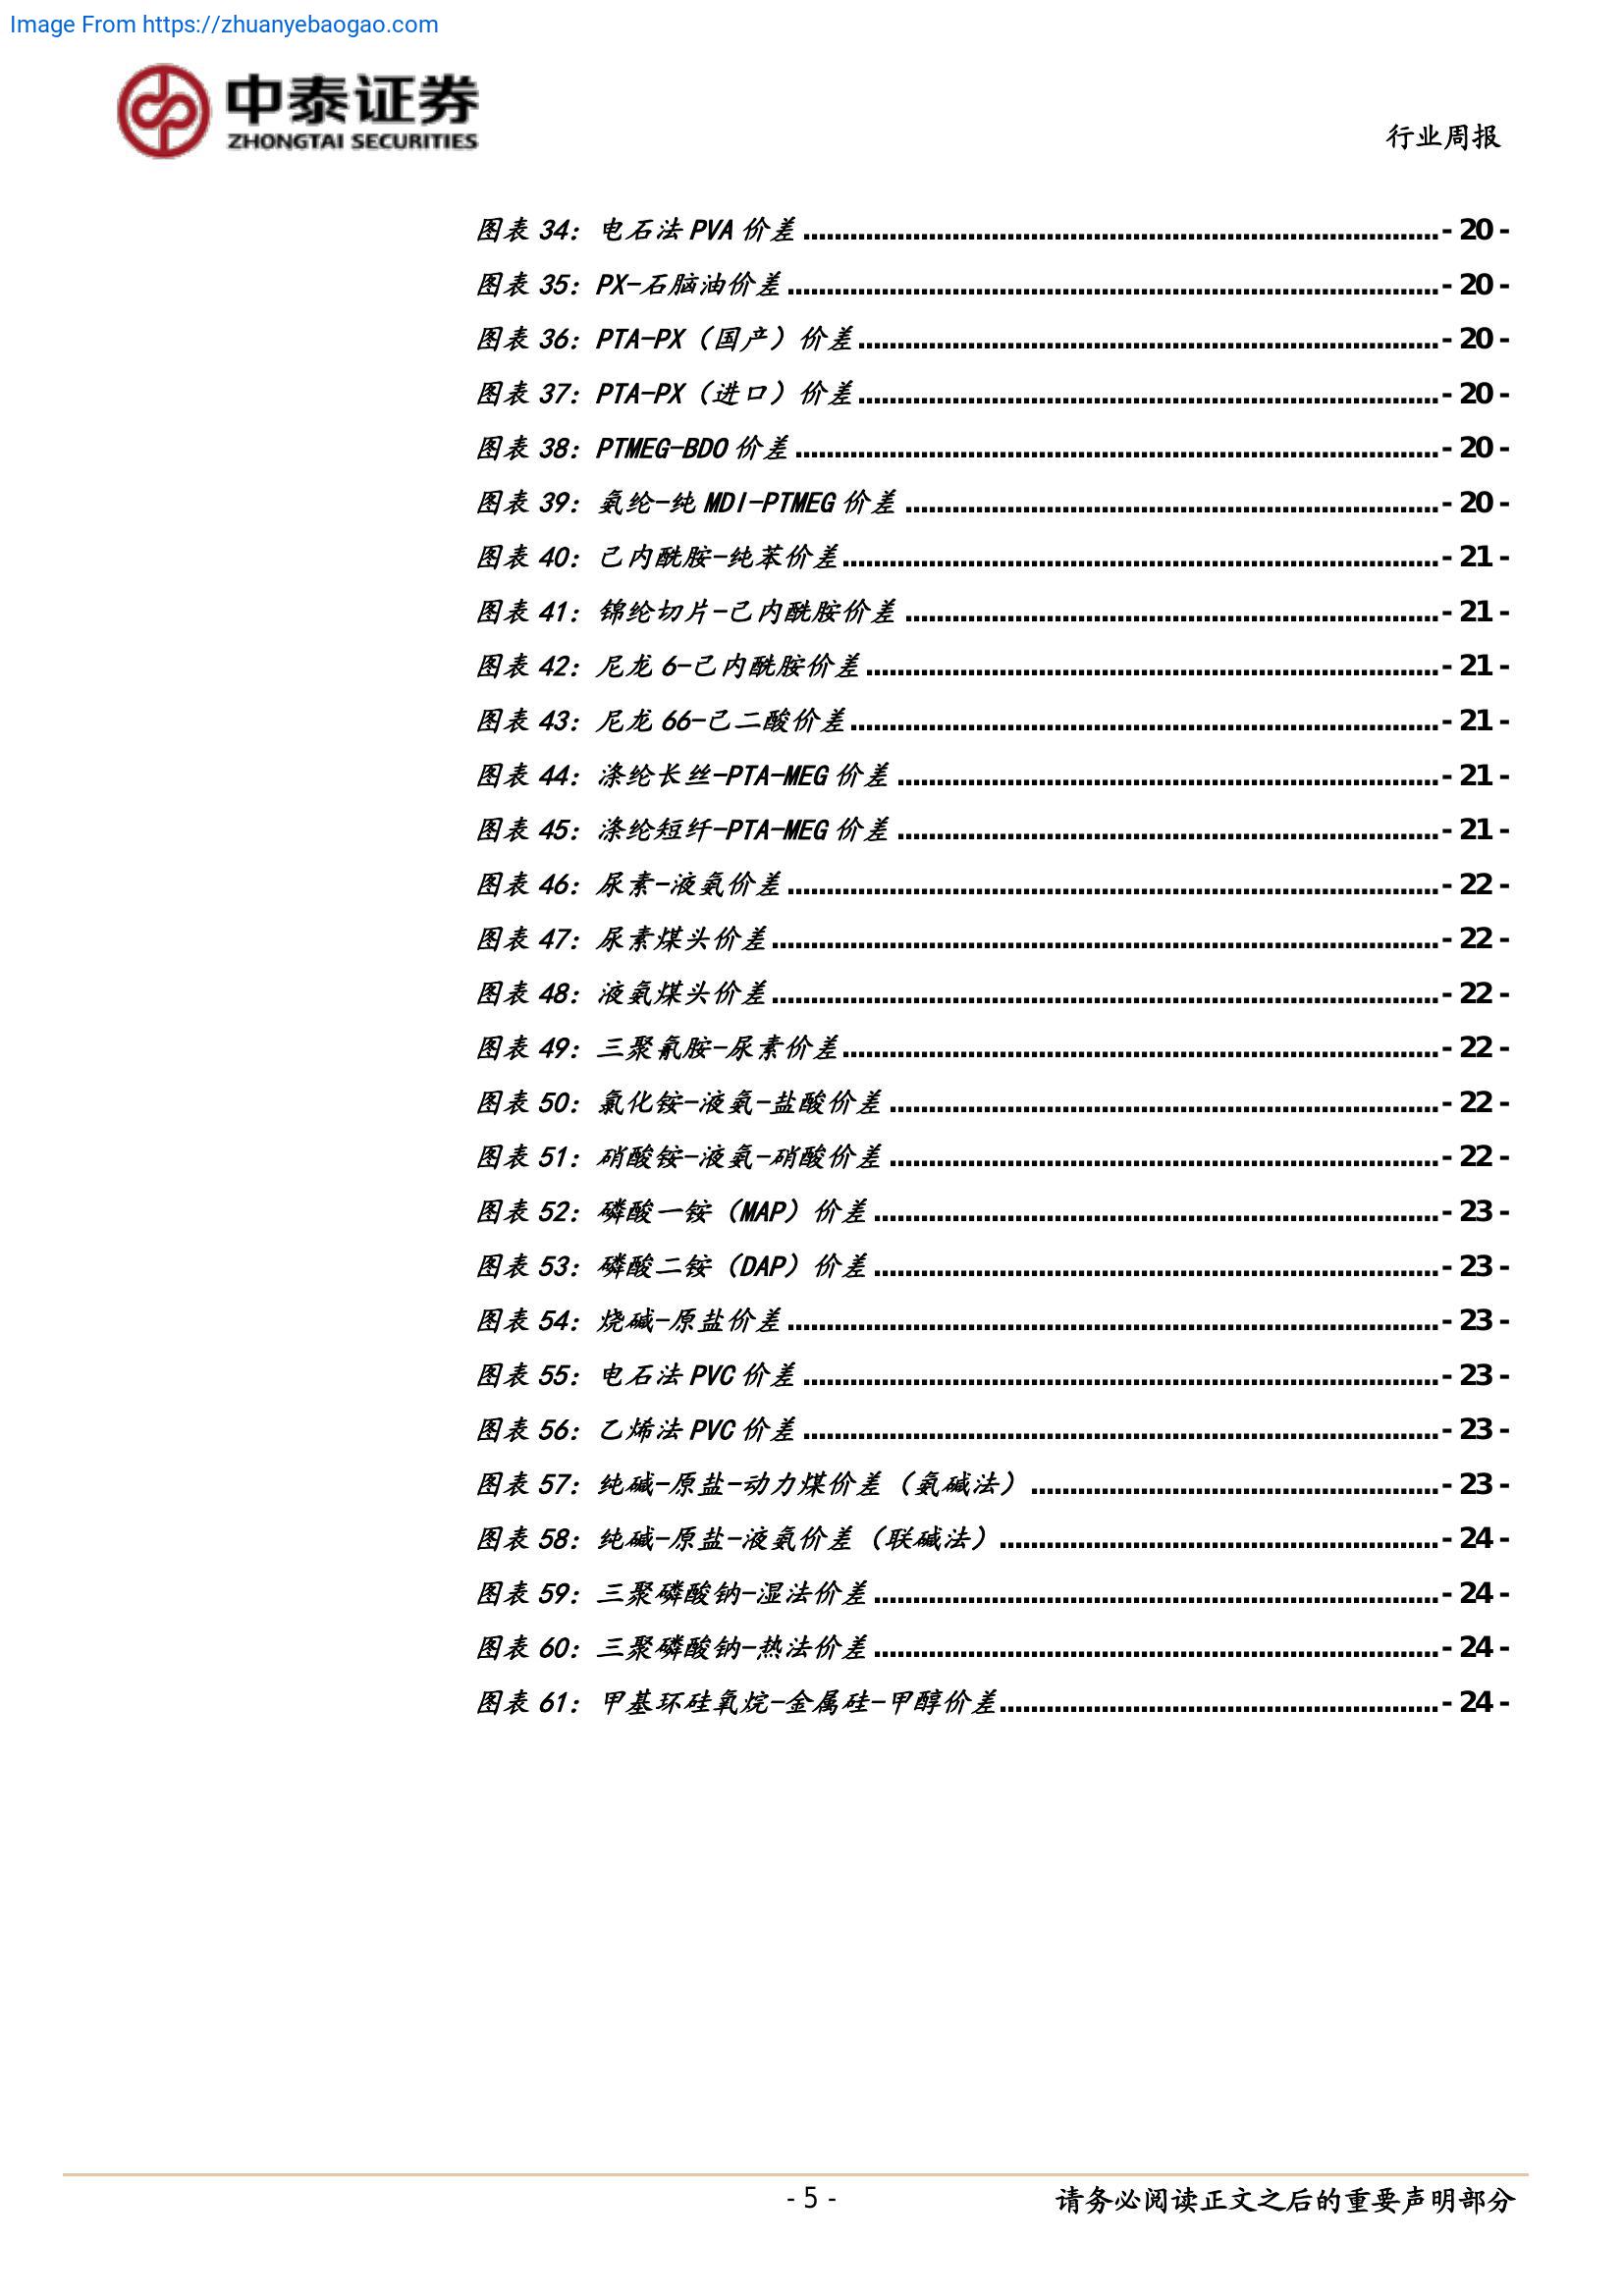 Image From https://zhuanyebaogao.com
中泰证券
ZHONGTAI SECURITIES
行业周报
图表 34：电石法 PVA 价差 - 20 -
图表 35：PX-石脑油价差 - 20 -
图表 36：PTA-PX（国产）价差 - 20 -
图表 37：PTA-PX（进口）价差 - 20 -
图表 38：PTMEG-BDO 价差 - 20 -
图表 39：氨纶-纯 MDI-PTMEG 价差 - 20 -
图表 40：己内酰胺-纯苯价差 - 21 -
图表 41：锦纶切片-己内酰胺价差 - 21 -
图表 42：尼龙 6-己内酰胺价差 - 21 -
图表 43：尼龙 66-己二酸价差 - 21 -
图表 44：涤纶长丝-PTA-MEG 价差 - 21 -
图表 45：涤纶短纤-PTA-MEG 价差 - 21 -
图表 46：尿素-液氨价差 - 22 -
图表 47：尿素煤头价差 - 22 -
图表 48：液氨煤头价差 - 22 -
图表 49：三聚氰胺-尿素价差 - 22 -
图表 50：氯化铵-液氨-盐酸价差 - 22 -
图表 51：硝酸铵-液氨-硝酸价差 - 22 -
图表 52：磷酸一铵（MAP）价差 - 23 -
图表 53：磷酸二铵（DAP）价差 - 23 -
图表 54：烧碱-原盐价差 - 23 -
图表 55：电石法 PVC 价差 - 23 -
图表 56：乙烯法 PVC 价差 - 23 -
图表 57：纯碱-原盐-动力煤价差（氨碱法） - 23 -
图表 58：纯碱-原盐-液氨价差（联碱法） - 24 -
图表 59：三聚磷酸钠-湿法价差 - 24 -
图表 60：三聚磷酸钠-热法价差 - 24 -
图表 61：甲基环硅氧烷-金属硅-甲醇价差 - 24 -
- 5 -
请务必阅读正文之后的重要声明部分